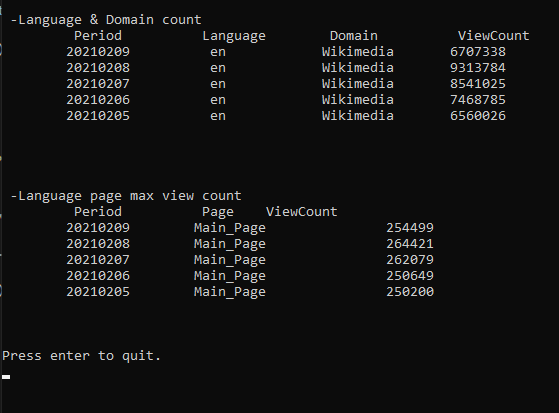 -Language & Domain count
Period Language Domain ViewCount
20210209 en Wikimedia 6707338
20210208 en Wikimedia 9313784
20210207 en Wikimedia 8541025
20210206 en Wikimedia 7468785
20210205 en Wikimedia 6560026
-Language page max view count
Period Page ViewCount
20210209 Main_Page 254499
20210208 Main_Page 264421
20210207 Main_Page 262079
20210206 Main_Page 250649
20210205 Main_Page 250200
Press enter to quit.